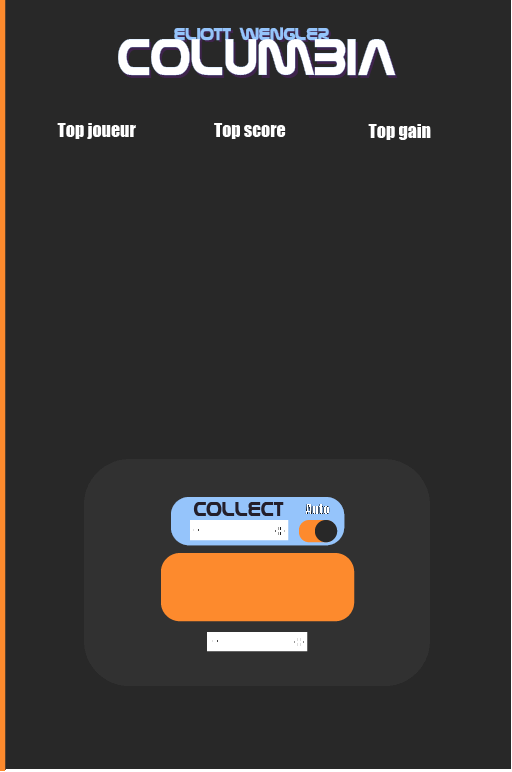 ELIOTT WENGLER
COLUMBIA
Top joueur Top score Top gain
COLLECT Auto